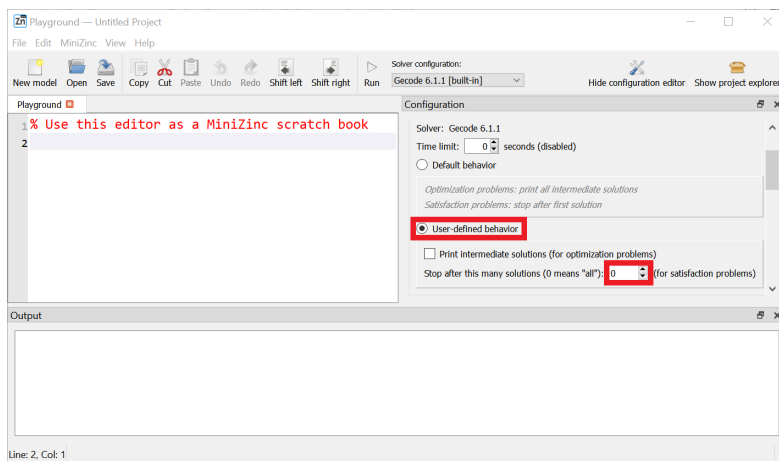 Zn Playground — Untitled Project
File Edit MiniZinc View Help
New model Open Save Copy Cut Paste Undo Redo Shift left Shift right Run
Solver configuration:
Gecode 6.1.1 [built-in]
Hide configuration editor Show project explorer
Playground
1 % Use this editor as a MiniZinc scratch book
2
Configuration
Solver: Gecode 6.1.1
Time limit: 0 seconds (disabled)
Default behavior
Optimization problems: print all intermediate solutions
Satisfaction problems: stop after first solution
User-defined behavior
Print intermediate solutions (for optimization problems)
Stop after this many solutions (0 means "all"): 0 (for satisfaction problems)
Output
Line: 2, Col: 1